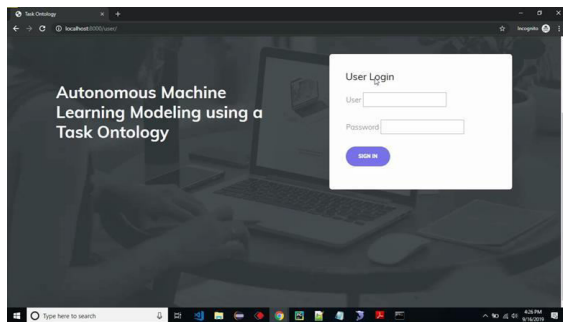 Task Ontology
localhost:8000/user/
Incognito
Autonomous Machine
Learning Modeling using a
Task Ontology
User Login
User
Password
SIGN IN
Type here to search
4:26 PM
9/16/2019